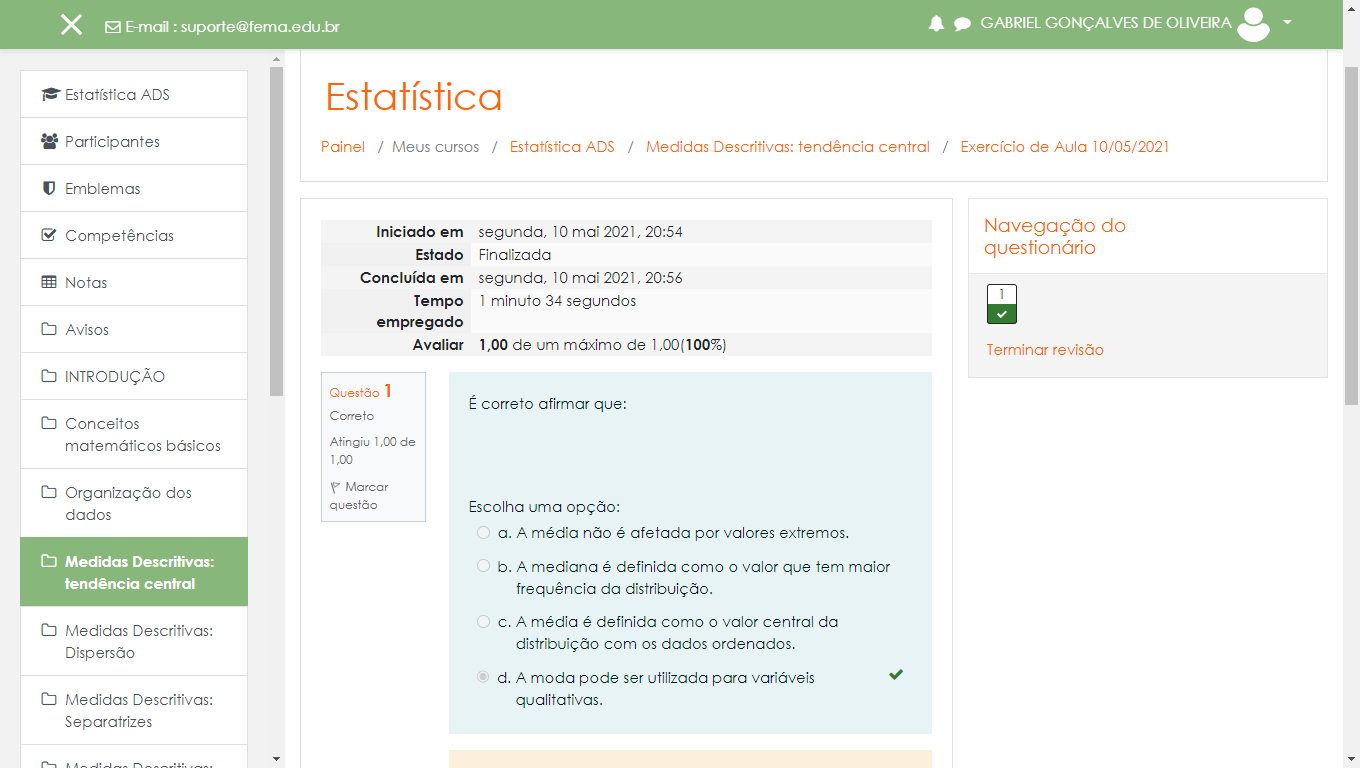 E-mail : suporte@fema.edu.br
GABRIEL GONÇALVES DE OLIVEIRA
Estatística ADS
Participantes
Emblemas
Competências
Notas
Avisos
INTRODUÇÃO
Conceitos
matemáticos básicos
Organização dos
dados
Medidas Descritivas:
tendência central
Medidas Descritivas:
Dispersão
Medidas Descritivas:
Separatrizes
Medidas Descritivas:
Estatística
Painel / Meus cursos / Estatística ADS / Medidas Descritivas: tendência central / Exercício de Aula 10/05/2021
Iniciado em segunda, 10 mai 2021, 20:54
Estado Finalizada
Concluída em segunda, 10 mai 2021, 20:56
Tempo 1 minuto 34 segundos
empregado
Avaliar 1,00 de um máximo de 1,00(100%)
Questão 1
Correto
Atingiu 1,00 de
1,00
Marcar
questão
É correto afirmar que:
Escolha uma opção:
a. A média não é afetada por valores extremos.
b. A mediana é definida como o valor que tem maior
frequência da distribuição.
c. A média é definida como o valor central da
distribuição com os dados ordenados.
d. A moda pode ser utilizada para variáveis
qualitativas.
Navegação do
questionário
1
Terminar revisão